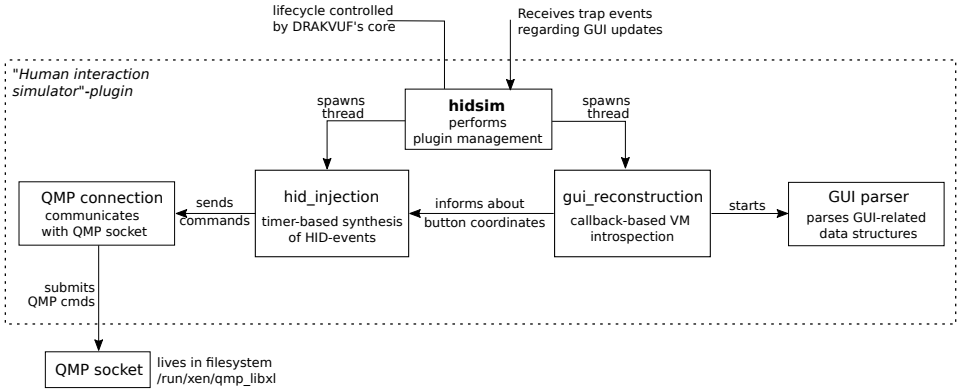 lifecycle controlled
by DRAKVUF's core
Receives trap events
regarding GUI updates
"Human interaction
simulator"-plugin
hidsim
performs
plugin management
spawns
thread
spawns
thread
QMP connection
communicates
with QMP socket
sends
commands
hid_injection
timer-based synthesis
of HID-events
informs about
button coordinates
gui_reconstruction
callback-based VM
introspection
starts
GUI parser
parses GUI-related
data structures
submits
QMP cmds
QMP socket
lives in filesystem
/run/xen/qmp_libxl